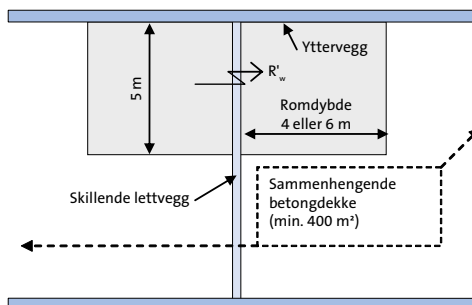 Yttervegg
5 m
R'w
Romdybde
4 eller 6 m
Skillende lettvegg
Sammenhengende
betongdekke
(min. 400 m²)